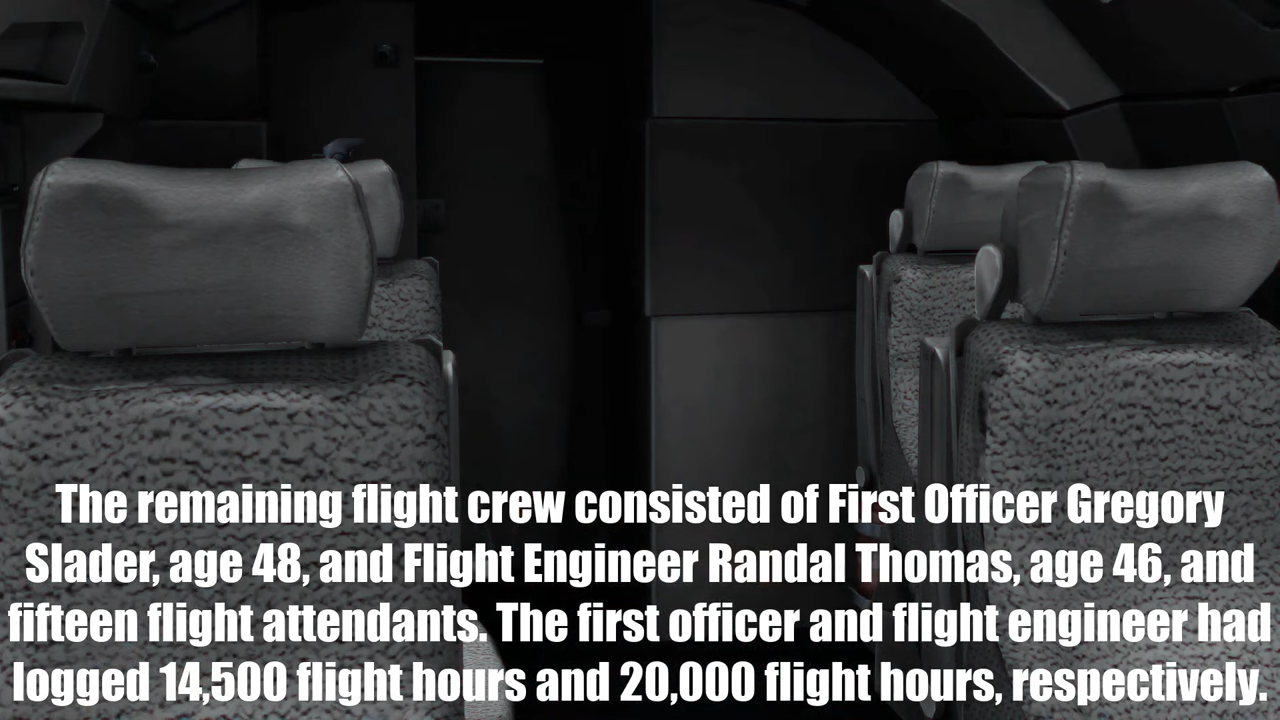 The remaining flight crew consisted of First Officer Gregory
Slader, age 48, and Flight Engineer Randal Thomas, age 46, and
fifteen flight attendants. The first officer and flight engineer had
logged 14,500 flight hours and 20,000 flight hours, respectively.